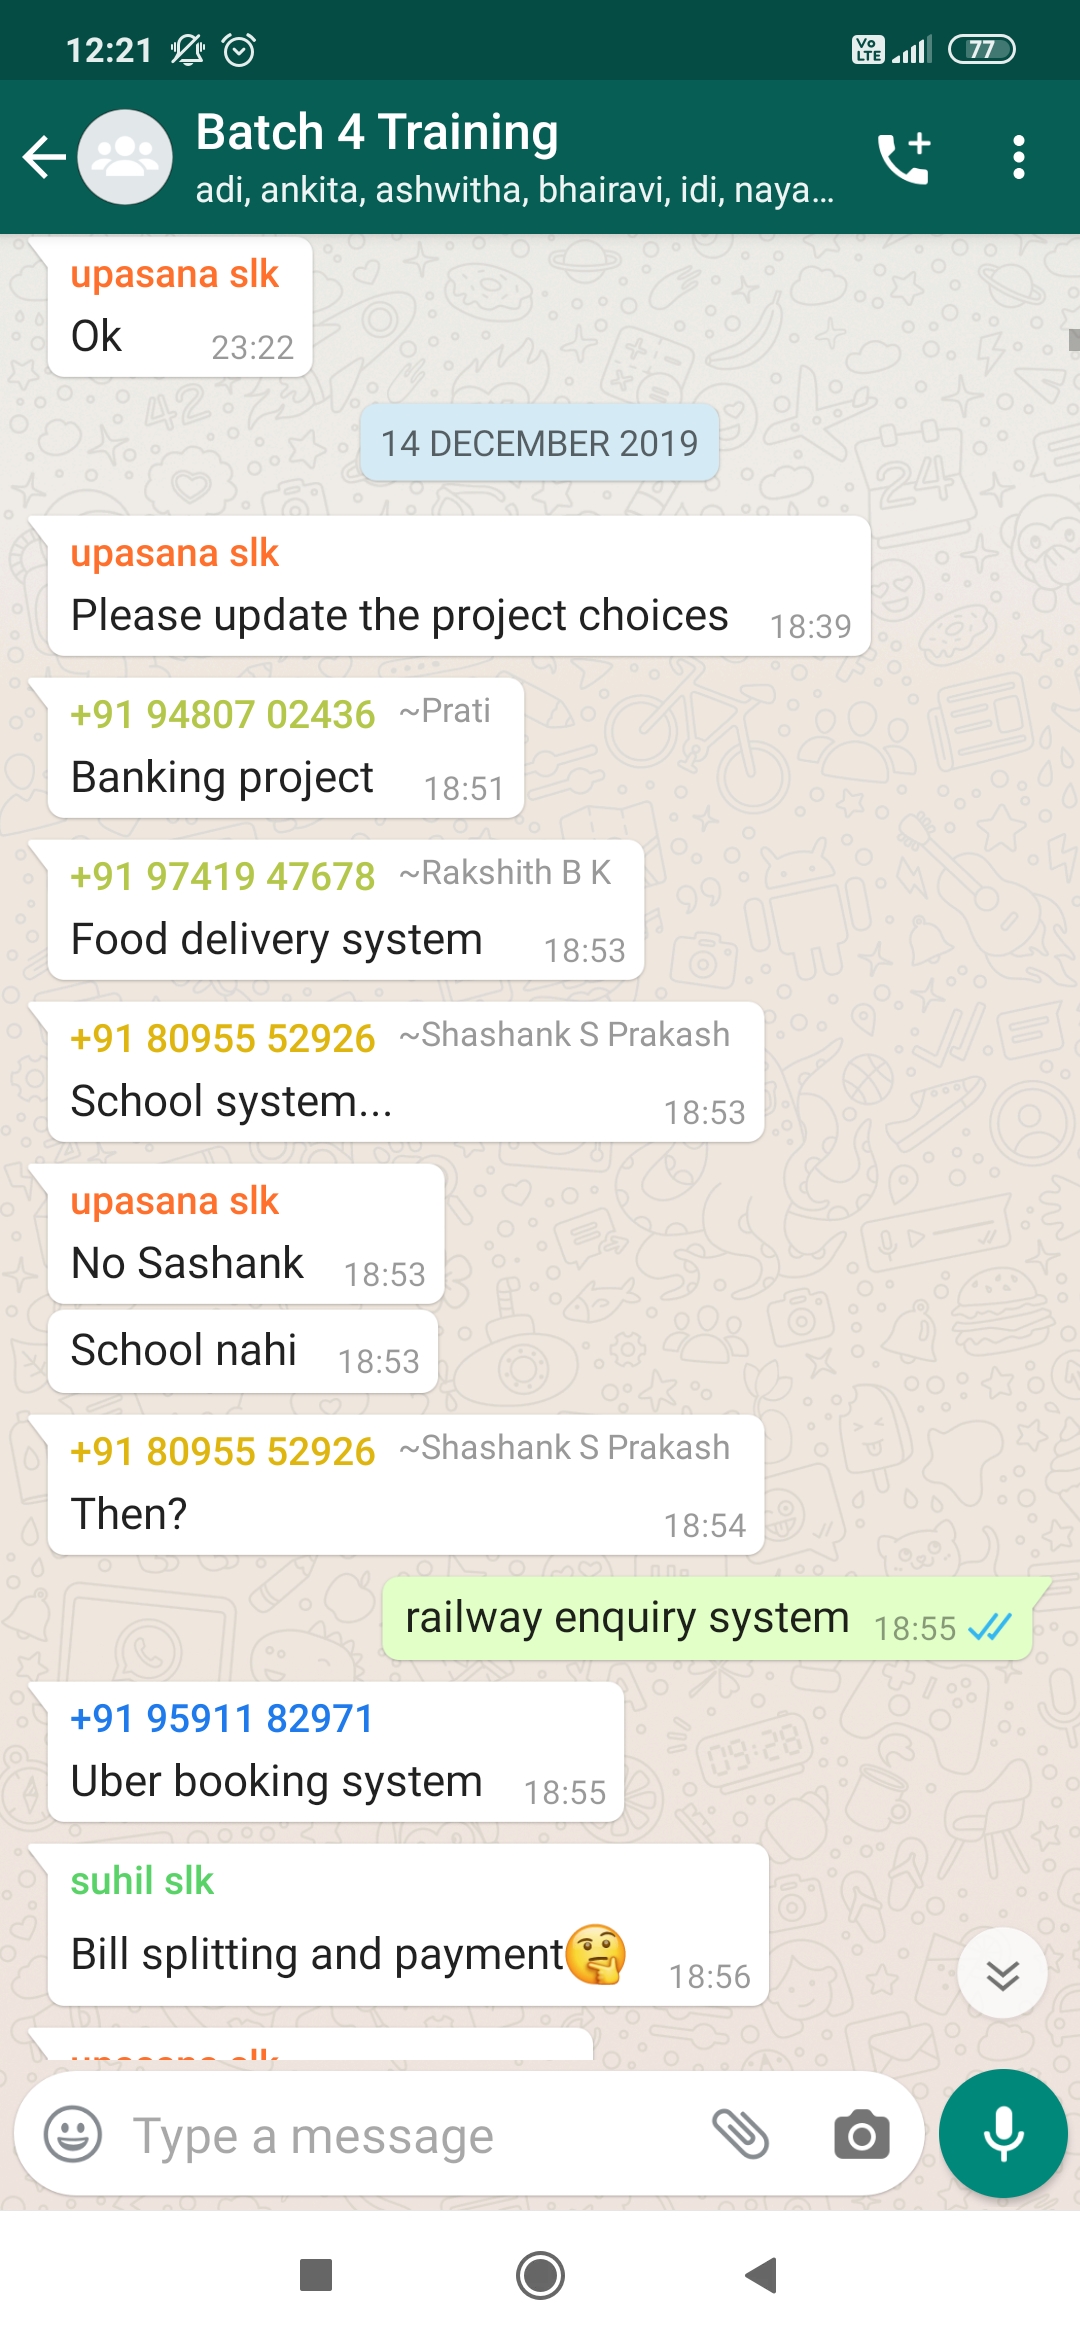 12:21 Vo LTE 77
Batch 4 Training
adi, ankita, ashwitha, bhairavi, idi, naya...
upasana slk
Ok 23:22
14 DECEMBER 2019
upasana slk
Please update the project choices 18:39
+91 94807 02436 ~Prati
Banking project 18:51
+91 97419 47678 ~Rakshith B K
Food delivery system 18:53
+91 80955 52926 ~Shashank S Prakash
School system... 18:53
upasana slk
No Sashank 18:53
School nahi 18:53
+91 80955 52926 ~Shashank S Prakash
Then? 18:54
railway enquiry system 18:55
+91 95911 82971
Uber booking system 18:55
suhil slk
Bill splitting and payment🤔 18:56
upasana slk
Type a message